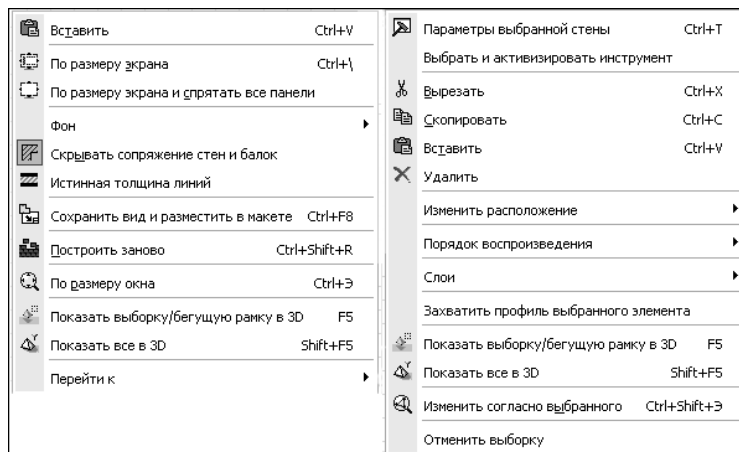 Вставить Ctrl+V
По размеру экрана Ctrl+\
По размеру экрана и спрятать все панели
Фон
Скрывать сопряжение стен и балок
Истинная толщина линий
Сохранить вид и разместить в макете Ctrl+F8
Построить заново Ctrl+Shift+R
По размеру окна Ctrl+Э
Показать выборку/бегущую рамку в 3D F5
Показать все в 3D Shift+F5
Перейти к
Параметры выбранной стены Ctrl+T
Выбрать и активизировать инструмент
Вырезать Ctrl+X
Скопировать Ctrl+C
Вставить Ctrl+V
Удалить
Изменить расположение
Порядок воспроизведения
Слои
Захватить профиль выбранного элемента
Показать выборку/бегущую рамку в 3D F5
Показать все в 3D Shift+F5
Изменить согласно выбранного Ctrl+Shift+Э
Отменить выборку